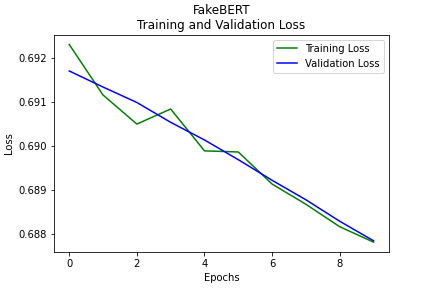 FakeBERT
Training and Validation Loss
Training Loss
Validation Loss
0.692
0.691
0.690
0.689
0.688
Loss
0 2 4 6 8
Epochs